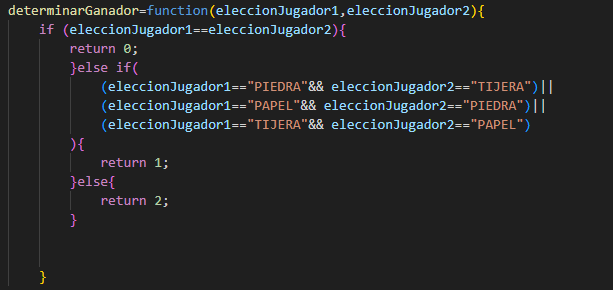 determinarGanador=function(eleccionJugador1,eleccionJugador2){
    if (eleccionJugador1==eleccionJugador2){
        return 0;
        }else if(
            (eleccionJugador1=="PIEDRA"&& eleccionJugador2=="TIJERA")||
            (eleccionJugador1=="PAPEL"&& eleccionJugador2=="PIEDRA")||
            (eleccionJugador1=="TIJERA"&& eleccionJugador2=="PAPEL")
        ){
            return 1;
        }else{
            return 2;
        }
    }